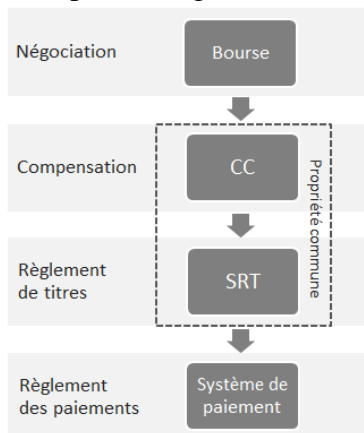 Négociation
Bourse
Compensation
CC
Propriété commune
Règlement
de titres
SRT
Règlement
des paiements
Système de
paiement